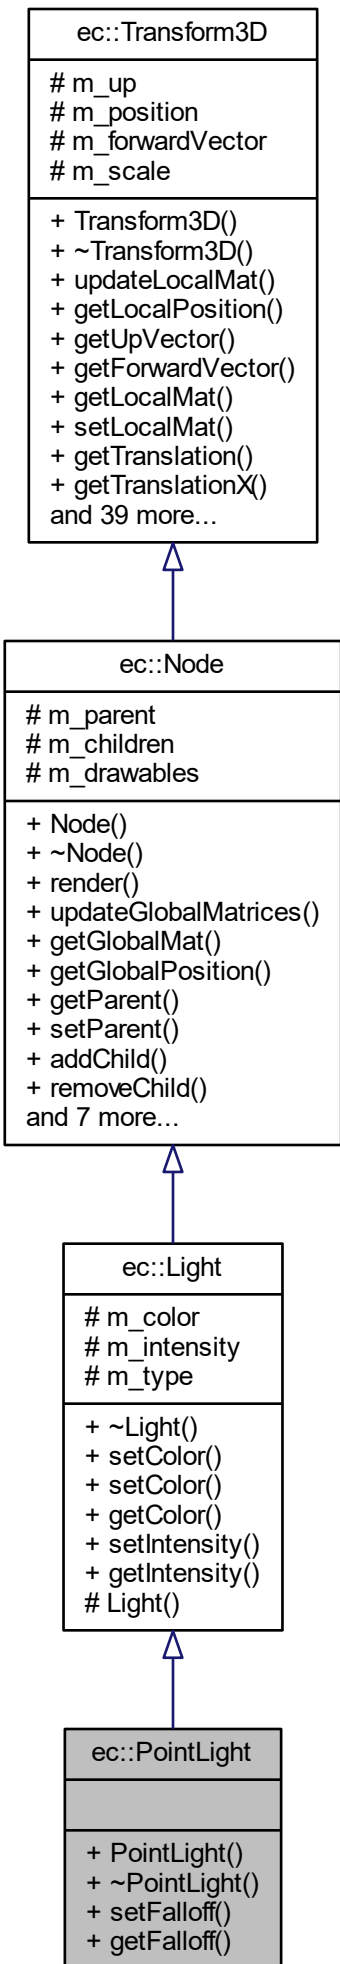 ec::Transform3D
# m_up
# m_position
# m_forwardVector
# m_scale
+ Transform3D()
+ ~Transform3D()
+ updateLocalMat()
+ getLocalPosition()
+ getUpVector()
+ getForwardVector()
+ getLocalMat()
+ setLocalMat()
+ getTranslation()
+ getTranslationX()
and 39 more...
ec::Node
# m_parent
# m_children
# m_drawables
+ Node()
+ ~Node()
+ render()
+ updateGlobalMatrices()
+ getGlobalMat()
+ getGlobalPosition()
+ getParent()
+ setParent()
+ addChild()
+ removeChild()
and 7 more...
ec::Light
# m_color
# m_intensity
# m_type
+ ~Light()
+ setColor()
+ setColor()
+ getColor()
+ setIntensity()
+ getIntensity()
# Light()
ec::PointLight
+ PointLight()
+ ~PointLight()
+ setFalloff()
+ getFalloff()